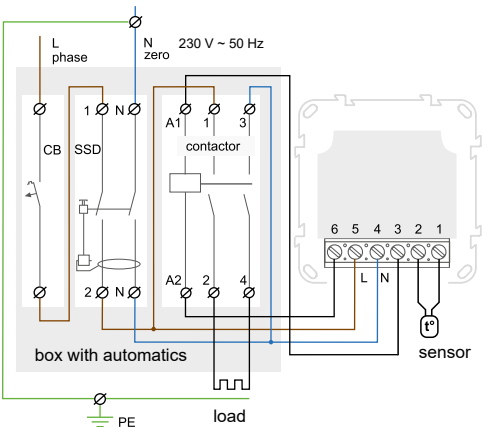 L
phase
N
zero
230 V ~ 50 Hz
1
N
A1
1
3
CB
SSD
contactor
6 5 4 3 2 1
A2
2
4
2
N
L
N
t°
sensor
box with automatics
load
PE